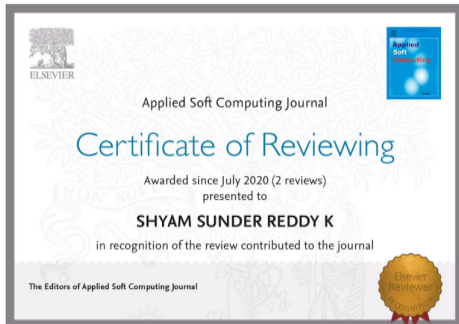 ELSEVIER
Applied
Soft
Computing
Applied Soft Computing Journal
Certificate of Reviewing
Awarded since July 2020 (2 reviews)
presented to
SHYAM SUNDER REDDY K
in recognition of the review contributed to the journal
The Editors of Applied Soft Computing Journal
Elsevier
Reviewer
RECOGNITION